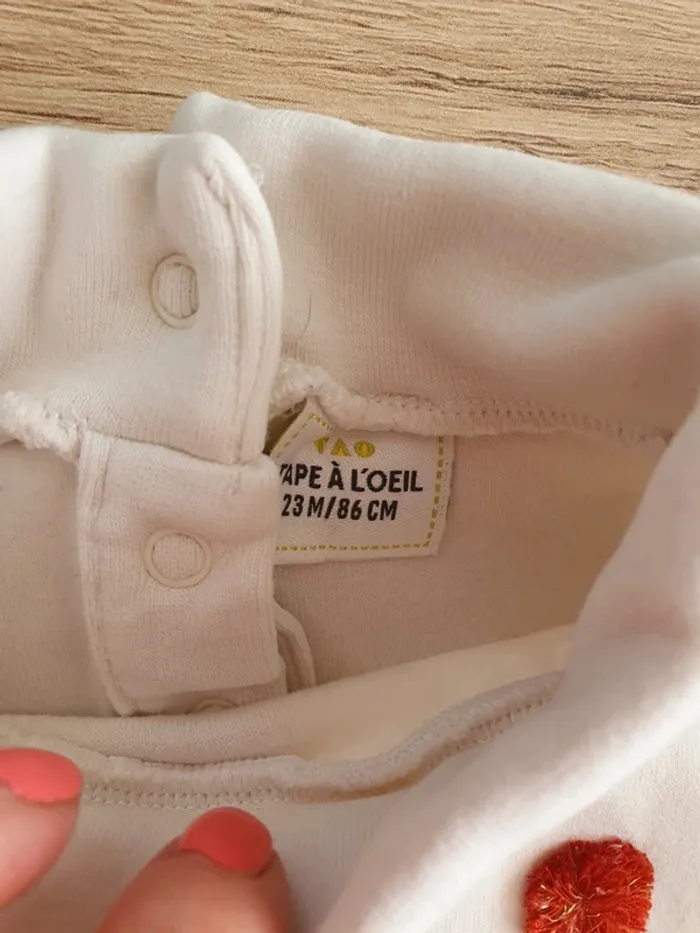 TAO
TAPE À L'OEIL
23 M/86 CM